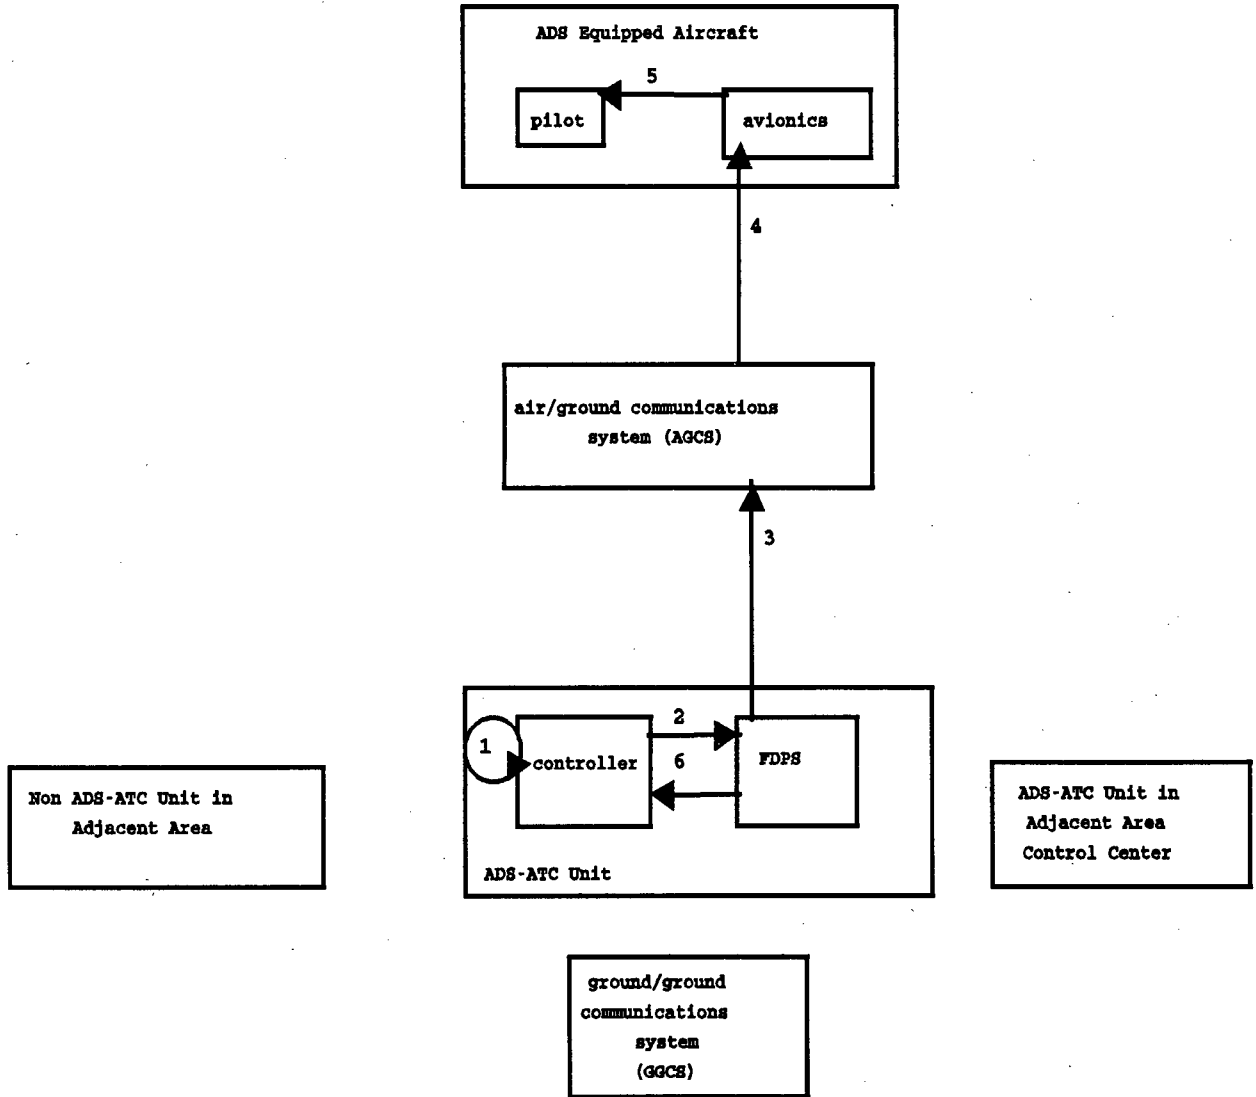 ADS Equipped Aircraft
5
pilot
avionics
4
air/ground communications
system (AGCS)
3
2
1
controller
6
FDPS
ADS-ATC Unit
Non ADS-ATC Unit in
Adjacent Area
ADS-ATC Unit in
Adjacent Area
Control Center
ground/ground
communications
system
(GGCS)